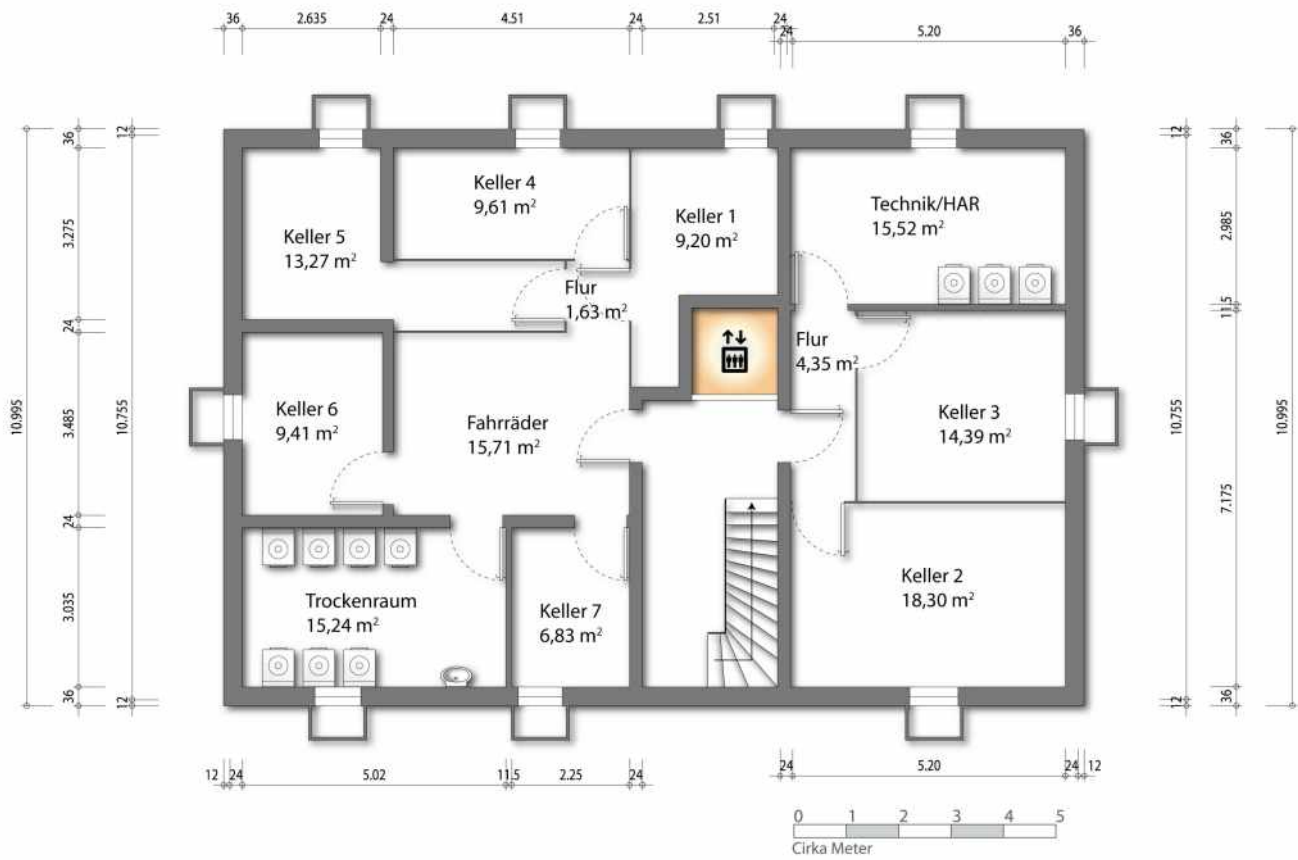 36 2.635 24 4.51 24 2.51 24
24 5.20 36
36
12
3.275
24
10.995
3.485
10.755
24
3.035
36
12
Keller 4
9,61 m²
Keller 5
13,27 m²
Keller 1
9,20 m²
Technik/HAR
15,52 m²
Flur
1,63 m²
Flur
4,35 m²
Keller 6
9,41 m²
Fahrräder
15,71 m²
Keller 3
14,39 m²
Trockenraum
15,24 m²
Keller 7
6,83 m²
Keller 2
18,30 m²
12
36
2.985
11.5
10.755
10.995
7.175
12
36
12 24 5.02 11.5 2.25 24
24 5.20 24 12
0 1 2 3 4 5
Cirka Meter